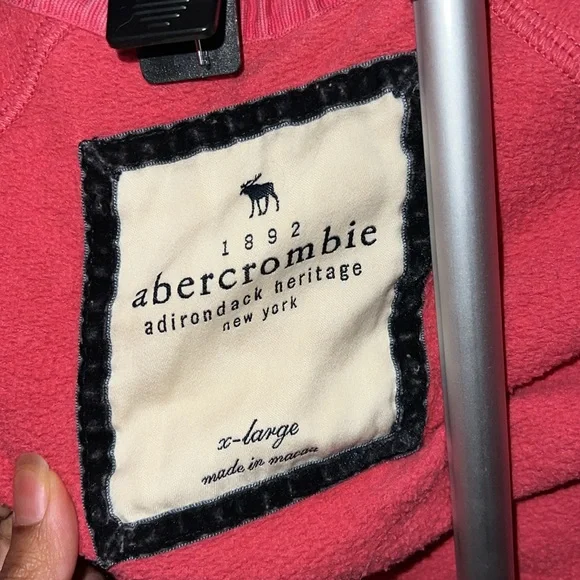 1892
abercrombie
adirondack heritage
new york
x-large
made in macau